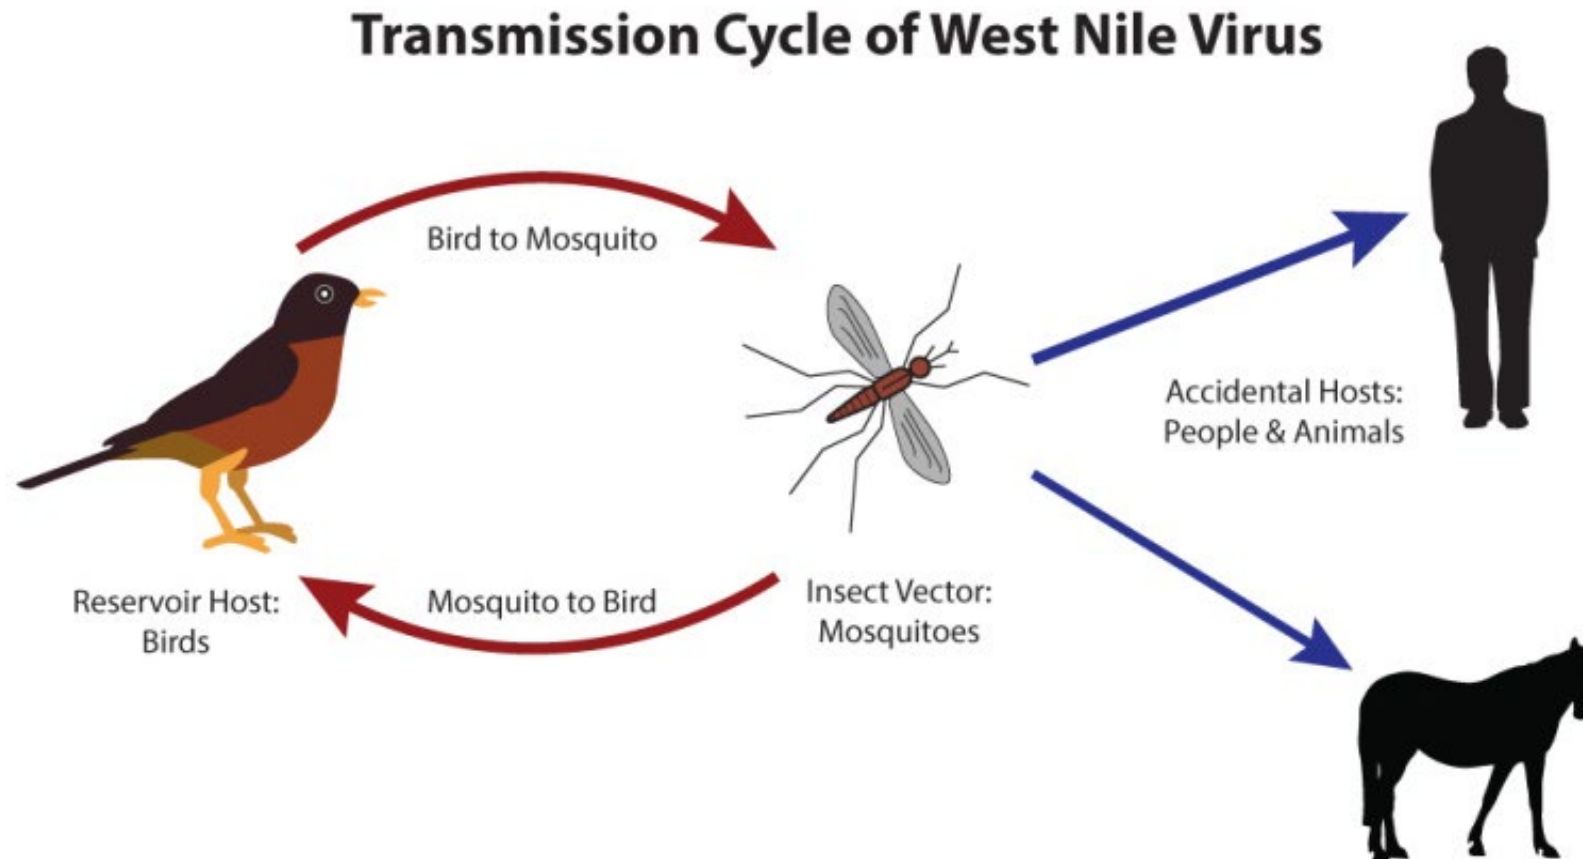 Transmission Cycle of West Nile Virus
Bird to Mosquito
Accidental Hosts:
People & Animals
Reservoir Host:
Birds
Mosquito to Bird
Insect Vector:
Mosquitoes